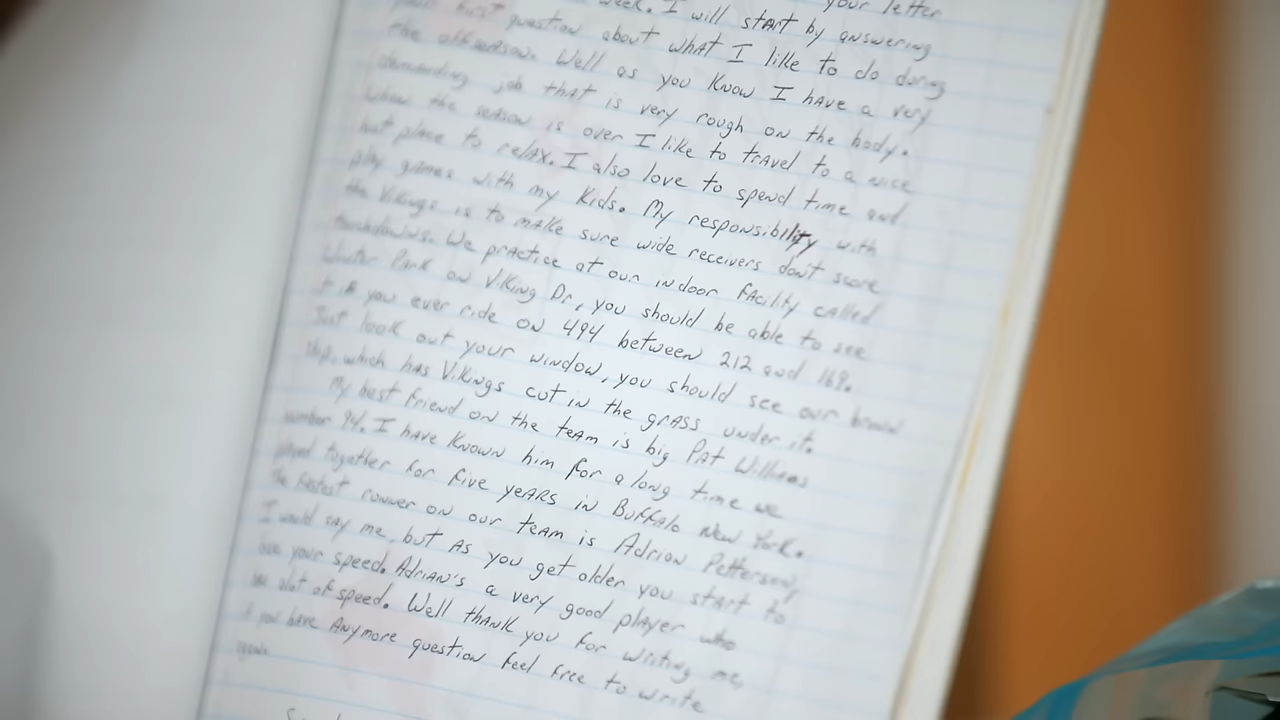 week. I will start by answering your letter
your first question about what I like to do doring
the offseason. Well as you know I have a very
demanding job that is very rough on the body.
When the season is over I like to travel to a nice
hot place to relax. I also love to spend time and
play games with my kids. My responsibility with
the Vikings is to make sure wide receivers don't score
touchdowns. We practice at our indoor facility called
Winter Park on Viking Dr, you should be able to see
it if you ever ride on 494 between 212 and 169.
Just look out your window, you should see our brown
which has Vikings cut in the grass under it.
My best friend on the team is big Pat Williams
number 94. I have known him for a long time we
played together for five years in Buffalo New York.
The fastest runner on our team is Adrian Petterson,
I would say me, but as you get older you start to
lose your speed. Adrian's a very good player who
alot of speed. Well thank you for writing me,
if you have anymore question feel free to write
again.